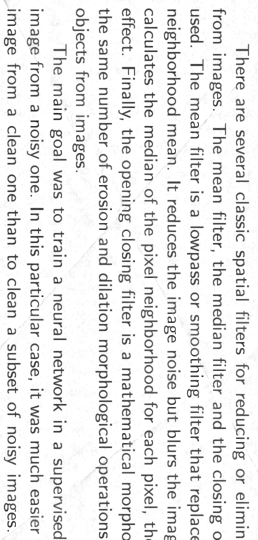 There are several classic spatial filters for reducing or elimin
from images. The mean filter, the median filter and the closing o
used. The mean filter is a lowpass or smoothing filter that replace
neighborhood mean. It reduces the image noise but blurs the imag
calculates the median of the pixel neighborhood for each pixel, the
effect. Finally, the opening closing filter is a mathematical morpho
the same number of erosion and dilation morphological operations
objects from images.
The main goal was to train a neural network in a supervised
image from a noisy one. In this particular case, it was much easier
image from a clean one than to clean a subset of noisy images.